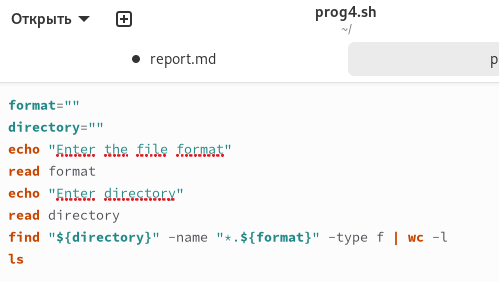 Открыть
prog4.sh
~/
report.md
p
format=""
directory=""
echo "Enter the file format"
read format
echo "Enter directory"
read directory
find "${directory}" -name "*.${format}" -type f | wc -l
ls